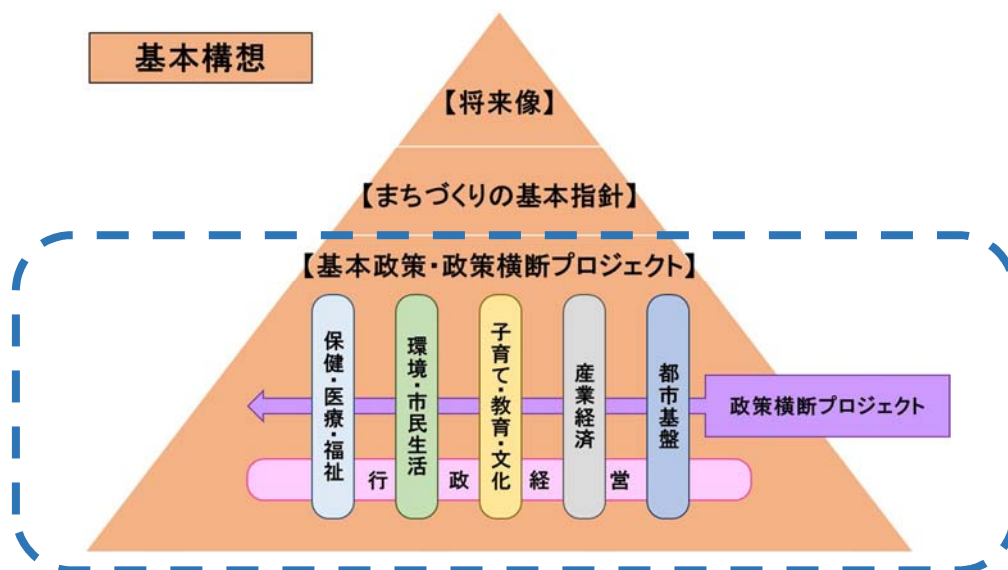 基本構想
【将来像】
【まちづくりの基本指針】
【基本政策・政策横断プロジェクト】
保健・医療・福祉
環境・市民生活
子育て・教育・文化
産業経済
都市基盤
政策横断プロジェクト
行政経営